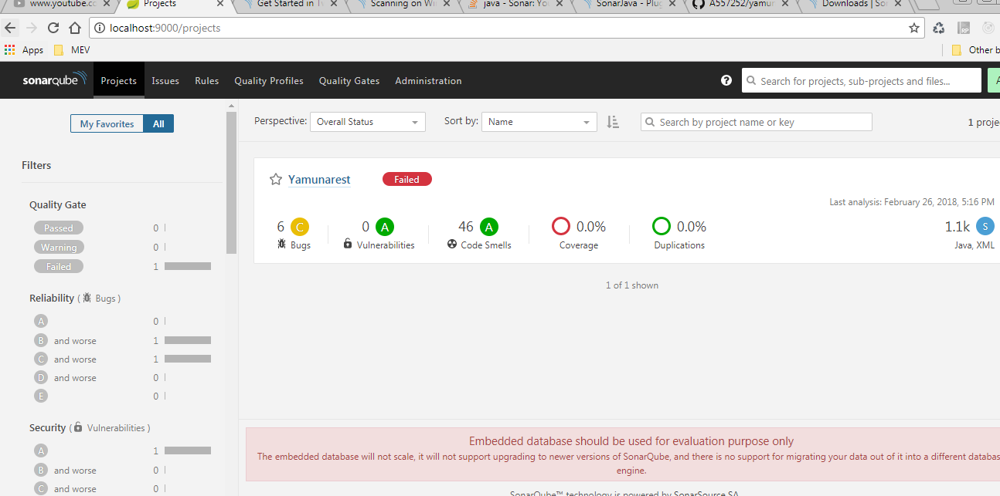 www.youtube.cc
Projects
Get Started in Tw
Scanning on Win
java - Sonar: Yo
SonarJava - Plug
A557252/yamur
Downloads | So
localhost:9000/projects
Apps
MEV
Other b
sonarqube
Projects
Issues
Rules
Quality Profiles
Quality Gates
Administration
?
Search for projects, sub-projects and files...
A
My Favorites
All
Perspective:
Overall Status
Sort by:
Name
Search by project name or key
1 proje
Filters
Quality Gate
Passed
0
Warning
0
Failed
1
Reliability ( Bugs )
A
0
B and worse
1
C and worse
1
D and worse
0
E
0
Security ( Vulnerabilities )
A
1
B and worse
0
C and worse
0
Yamunarest
Failed
Last analysis: February 26, 2018, 5:16 PM
6 C
Bugs
0 A
Vulnerabilities
46 A
Code Smells
0.0%
Coverage
0.0%
Duplications
1.1k S
Java, XML
1 of 1 shown
Embedded database should be used for evaluation purpose only
The embedded database will not scale, it will not support upgrading to newer versions of SonarQube, and there is no support for migrating your data out of it into a different databas
engine.
SonarQube™ technology is powered by SonarSource SA